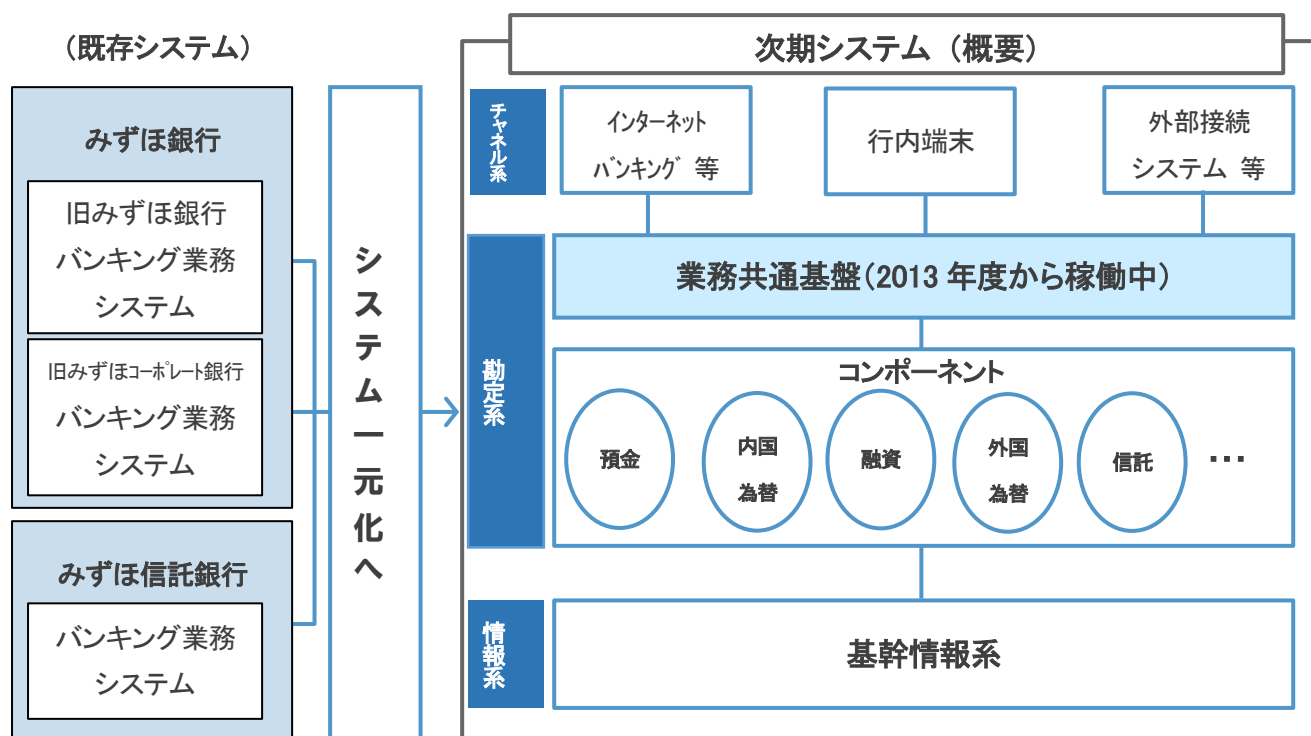 (既存システム)
みずほ銀行
旧みずほ銀行
バンキング業務
システム
旧みずほｺｰﾎﾟﾚｰﾄ銀行
バンキング業務
システム
みずほ信託銀行
バンキング業務
システム
システム一元化へ
次期システム (概要)
チャネル系
ｲﾝﾀｰﾈｯﾄ
ﾊﾞﾝｷﾝｸﾞ 等
行内端末
外部接続
システム 等
勘定系
業務共通基盤(2013 年度から稼働中)
コンポーネント
預金
内国
為替
融資
外国
為替
信託
…
情報系
基幹情報系